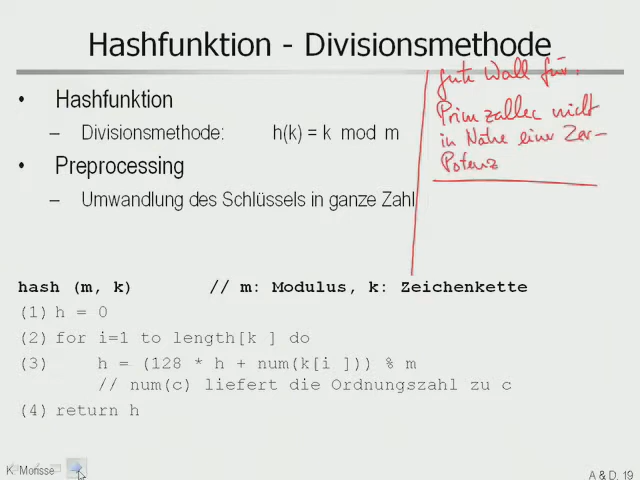 Hashfunktion - Divisionsmethode
gute Wahl für:
Primzahlen nicht
in Nähe einer 2er-
Potenz
• Hashfunktion
– Divisionsmethode: h(k) = k mod m
• Preprocessing
– Umwandlung des Schlüssels in ganze Zahl
hash (m, k) // m: Modulus, k: Zeichenkette
(1) h = 0
(2) for i=1 to length[k ] do
(3) h = (128 * h + num(k[i ])) % m
// num(c) liefert die Ordnungszahl zu c
(4) return h
K. Morisse
A & D. 19